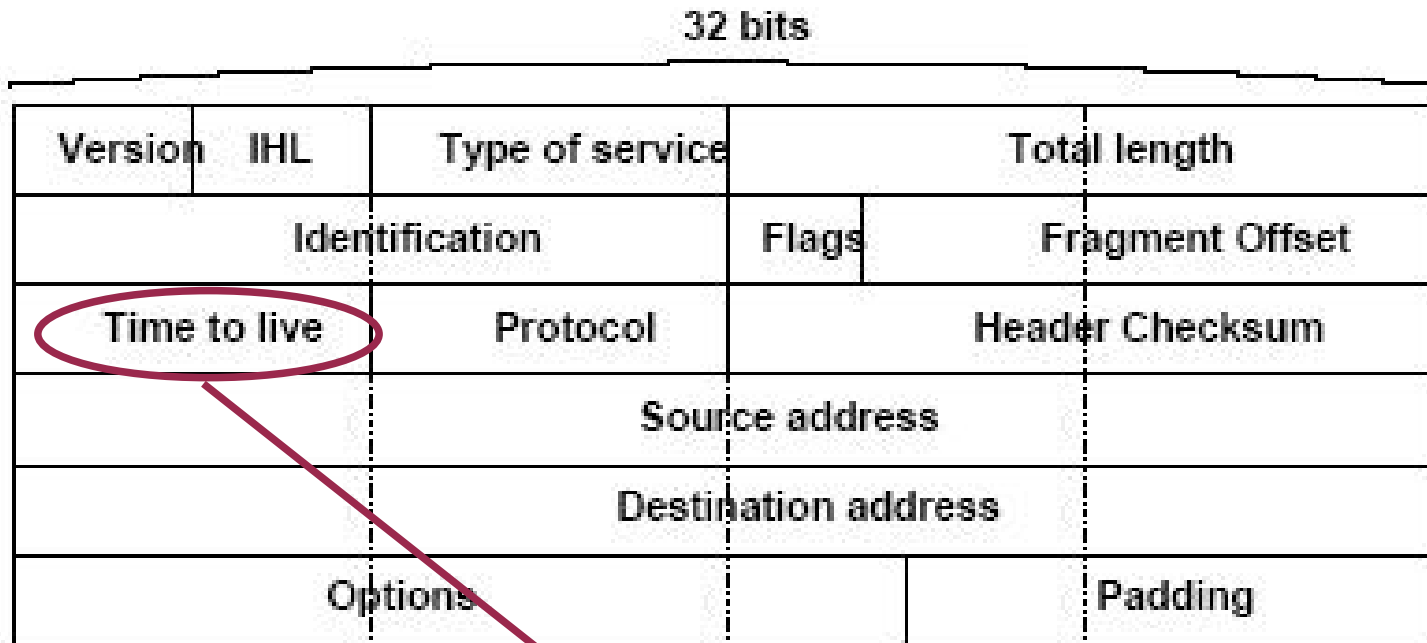 32 bits
Version IHL Type of service Total length
Identification Flags Fragment Offset
Time to live Protocol Header Checksum
Source address
Destination address
Options Padding